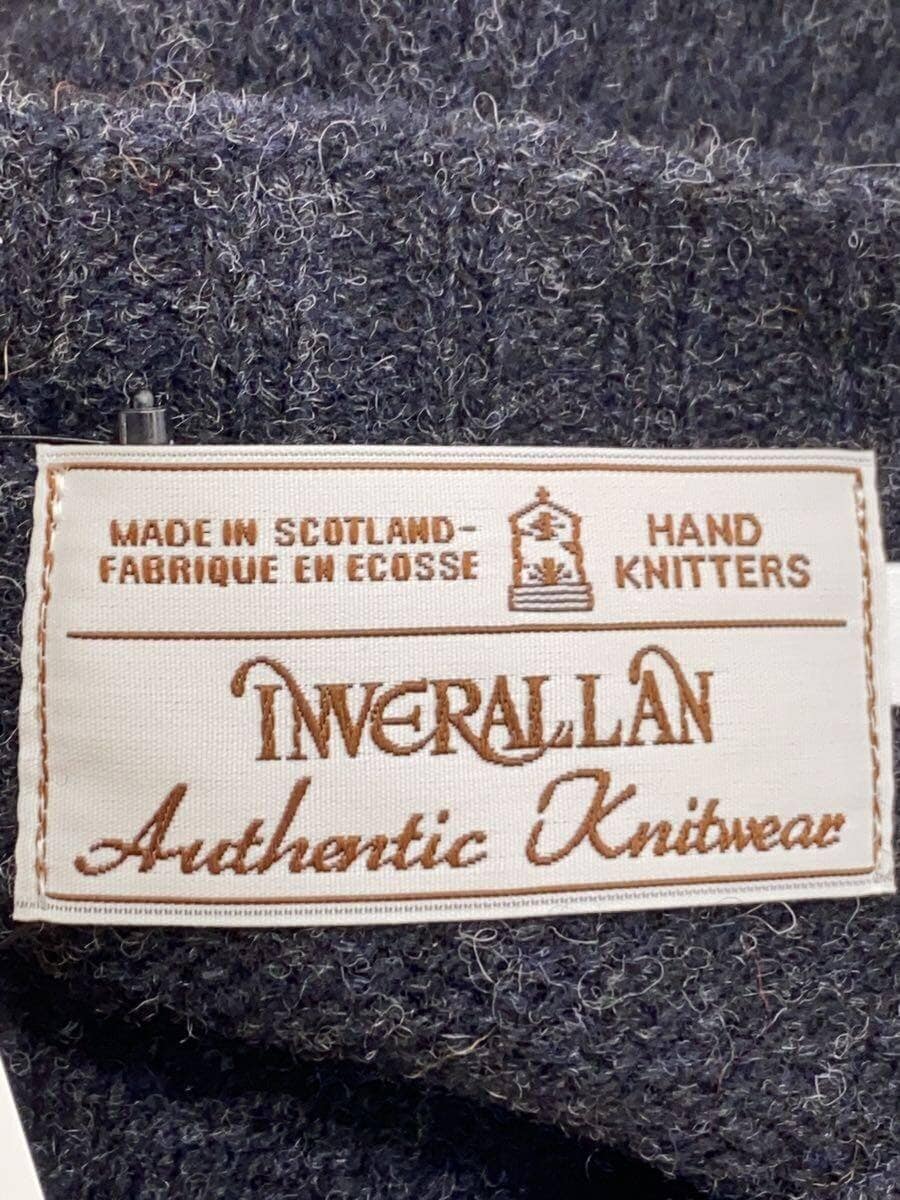 MADE IN SCOTLAND-
FABRIQUE EN ECOSSE
HAND
KNITTERS
INVERALLAN
Authentic Knitwear